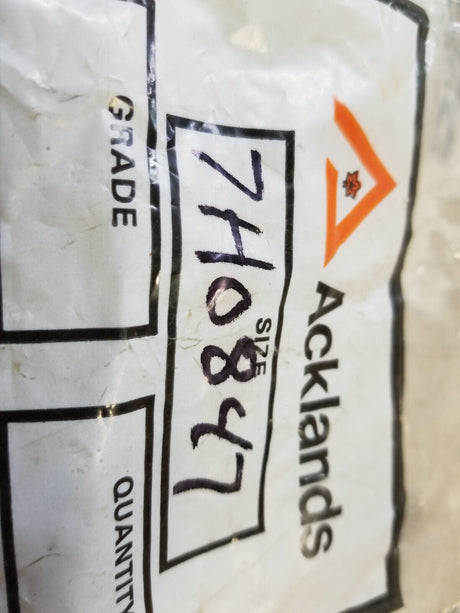 Acklands
SIZE
7H0847
GRADE
QUANTITY